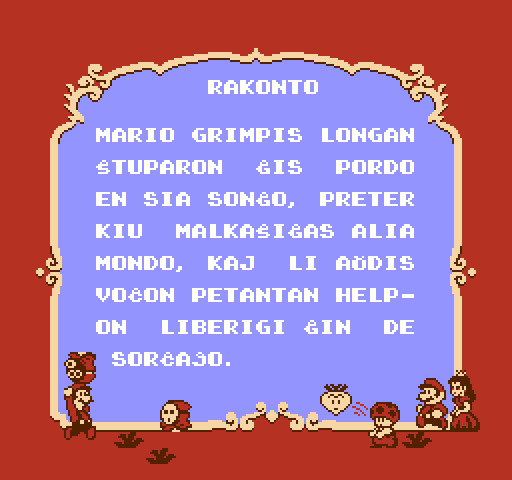 RAKONTO
MARIO GRIMPIS LONGAN
ŜTUPARON ĜIS PORDO
EN SIA SONĜO, PRETER
KIU MALKAŜIĜAS ALIA
MONDO, KAJ LI AŬDIS
VOĈON PETANTAN HELP-
ON LIBERIGI ĜIN DE
SORĈAĴO.